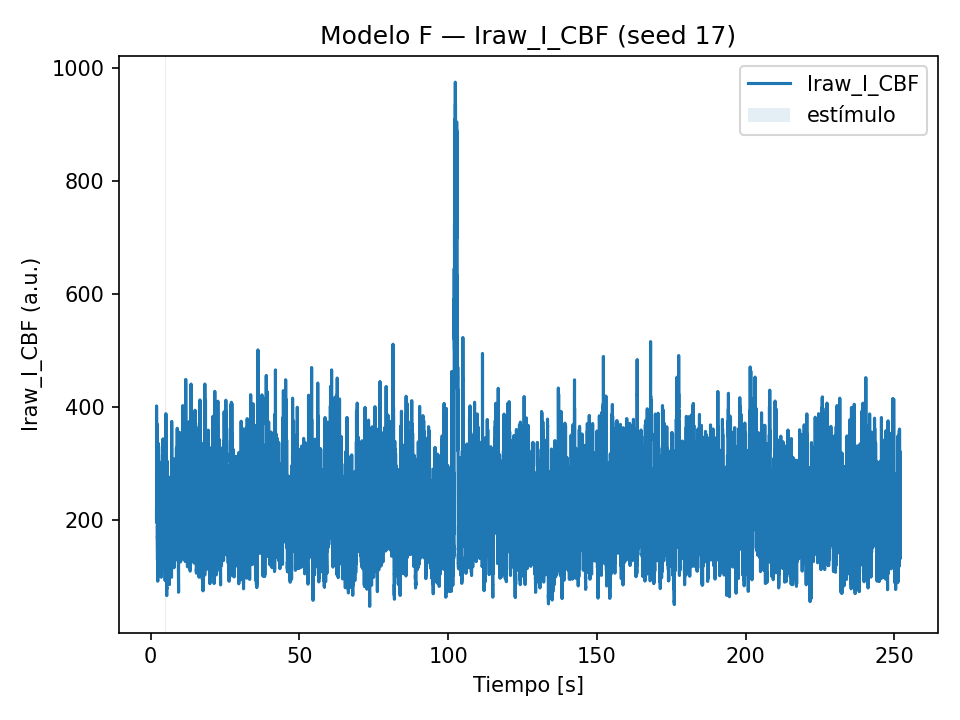 Modelo F — Iraw_I_CBF (seed 17)
Iraw_I_CBF
estímulo
1000
800
600
400
200
Iraw_I_CBF (a.u.)
0 50 100 150 200 250
Tiempo [s]